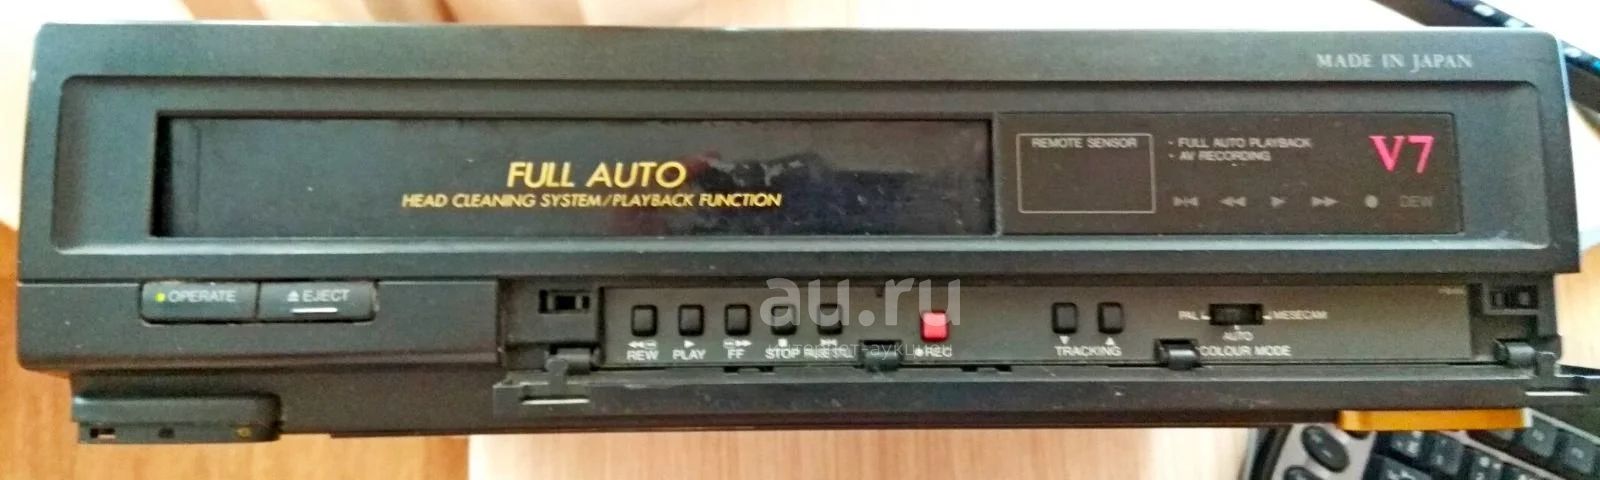 MADE IN JAPAN
FULL AUTO
HEAD CLEANING SYSTEM/PLAYBACK FUNCTION
REMOTE SENSOR
• FULL AUTO PLAYBACK
• AV RECORDING
V7
DEW
OPERATE
EJECT
au.ru
REW PLAY FF STOP
REC
TRACKING
PAL MESECAM
AUTO
COLOUR MODE